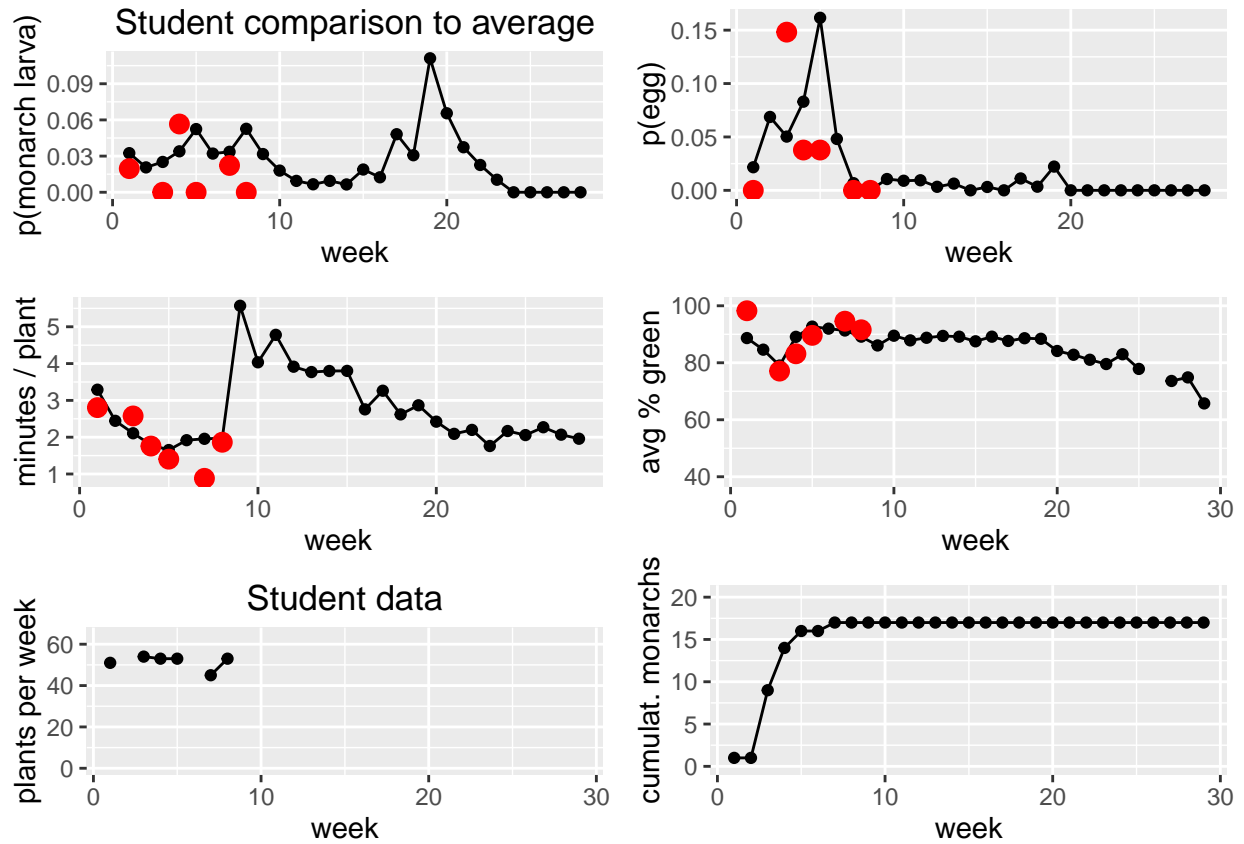 Student comparison to average
p(monarch larva)
0.09
0.06
0.03
0.00
0 10 20
week
p(egg)
0.15
0.10
0.05
0.00
0 10 20
week
minutes / plant
5
4
3
2
1
0 10 20
week
avg % green
100
80
60
40
0 10 20 30
week
Student data
plants per week
60
40
20
0
0 10 20 30
week
cumulat. monarchs
20
15
10
5
0
0 10 20 30
week